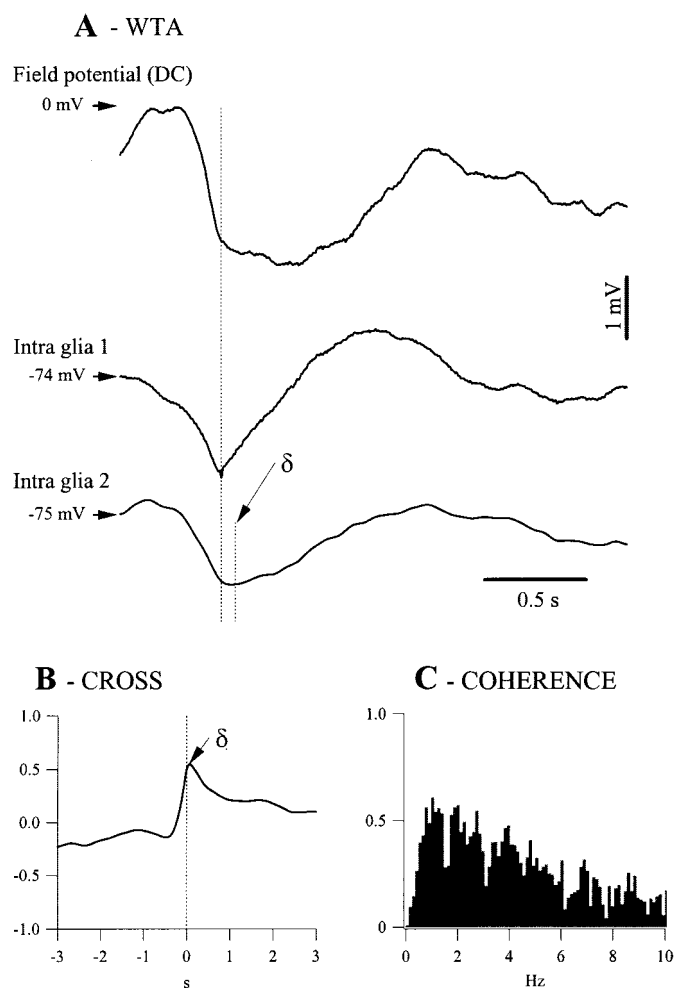 A - WTA
Field potential (DC)
0 mV
1 mV
Intra glia 1
-74 mV
δ
Intra glia 2
-75 mV
0.5 s
B - CROSS
C - COHERENCE
1.0
0.5
0.0
-0.5
-1.0
δ
-3 -2 -1 0 1 2 3
s
1.0
0.5
0
0 2 4 6 8 10
Hz